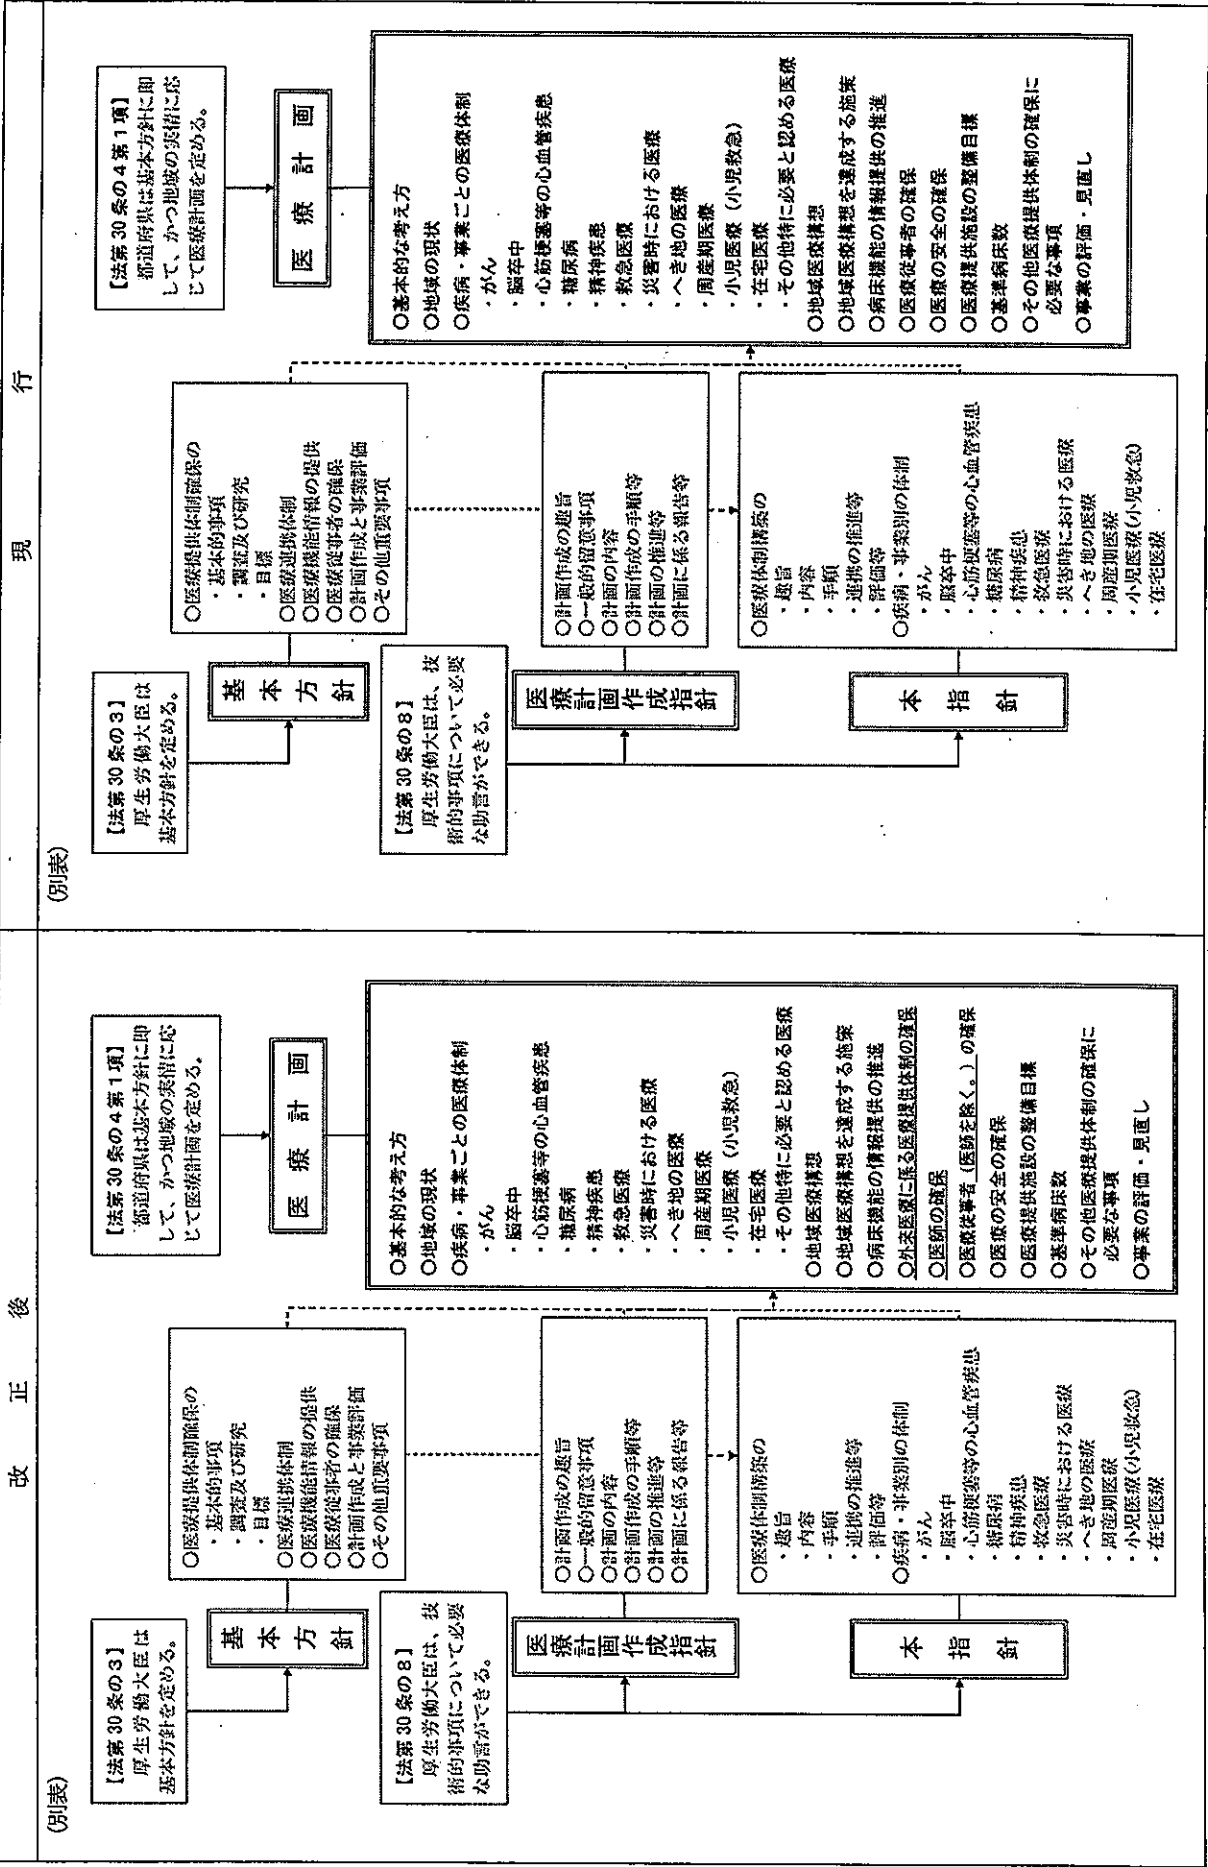 改正後
(別表)
【法第30条の3】
厚生労働大臣は
基本方針を定める。
基本方針
○医療提供体制確保の
・基本的事項
・調査及び研究
・目標
○医療連携体制
○医療機能情報の提供
○医療従事者の確保
○計画作成と事業評価
○その他重要事項
【法第30条の4第1項】
都道府県は基本方針に即
して、かつ地域の実情に応
じて医療計画を定める。
医療計画
【法第30条の8】
厚生労働大臣は、技
術的事項について必要
な助言ができる。
医療計画作成指針
○計画作成の趣旨
○一般的留意事項
○計画の内容
○計画作成の手順等
○計画の推進等
○計画に係る報告等
本指針
○医療体制構築の
・趣旨
・内容
・手順
・連携の推進等
・評価等
○疾病・事業別の体制
・がん
・脳卒中
・心筋梗塞等の心血管疾患
・糖尿病
・精神疾患
・救急医療
・災害時における医療
・へき地の医療
・周産期医療
・小児医療(小児救急)
・在宅医療
○基本的な考え方
○地域の現状
○疾病・事業ごとの医療体制
・がん
・脳卒中
・心筋梗塞等の心血管疾患
・糖尿病
・精神疾患
・救急医療
・災害時における医療
・へき地の医療
・周産期医療
・小児医療(小児救急)
・在宅医療
・その他特に必要と認める医療
○地域医療構想
○地域医療構想を達成する施策
○病床機能の情報提供の推進
○外来医療に係る医療提供体制の確保
○医師の確保
○医療従事者(医師を除く。)の確保
○医療の安全の確保
○医療提供施設の整備目標
○基準病床数
○その他医療提供体制の確保に
必要な事項
○事業の評価・見直し
現行
(別表)
【法第30条の3】
厚生労働大臣は
基本方針を定める。
基本方針
○医療提供体制確保の
・基本的事項
・調査及び研究
・目標
○医療連携体制
○医療機能情報の提供
○医療従事者の確保
○計画作成と事業評価
○その他重要事項
【法第30条の4第1項】
都道府県は基本方針に即
して、かつ地域の実情に応
じて医療計画を定める。
医療計画
【法第30条の8】
厚生労働大臣は、技
術的事項について必要
な助言ができる。
医療計画作成指針
○計画作成の趣旨
○一般的留意事項
○計画の内容
○計画作成の手順等
○計画の推進等
○計画に係る報告等
本指針
○医療体制構築の
・趣旨
・内容
・手順
・連携の推進等
・評価等
○疾病・事業別の体制
・がん
・脳卒中
・心筋梗塞等の心血管疾患
・糖尿病
・精神疾患
・救急医療
・災害時における医療
・へき地の医療
・周産期医療
・小児医療(小児救急)
・在宅医療
○基本的な考え方
○地域の現状
○疾病・事業ごとの医療体制
・がん
・脳卒中
・心筋梗塞等の心血管疾患
・糖尿病
・精神疾患
・救急医療
・災害時における医療
・へき地の医療
・周産期医療
・小児医療(小児救急)
・在宅医療
・その他特に必要と認める医療
○地域医療構想
○地域医療構想を達成する施策
○病床機能の情報提供の推進
○医療従事者の確保
○医療の安全の確保
○医療提供施設の整備目標
○基準病床数
○その他医療提供体制の確保に
必要な事項
○事業の評価・見直し